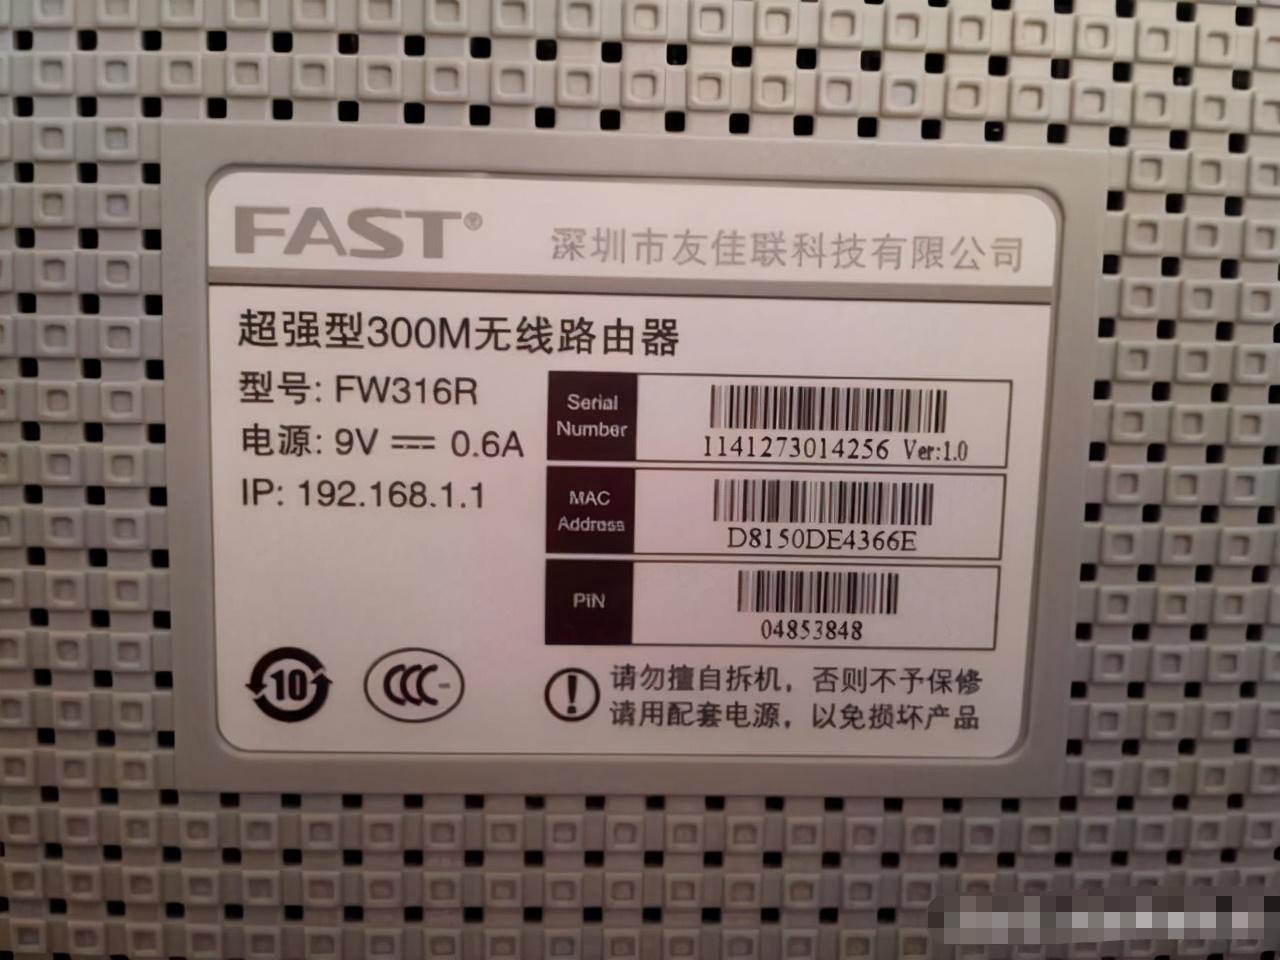 FAST®
深圳市友佳联科技有限公司
超强型300M无线路由器
型号: FW316R
电源: 9V ⎓ 0.6A
IP: 192.168.1.1
Serial
Number
1141273014256 Ver:1.0
MAC
Address
D8150DE4366E
PIN
04853848
10
CCC
请勿擅自拆机，否则不予保修
请用配套电源，以免损坏产品